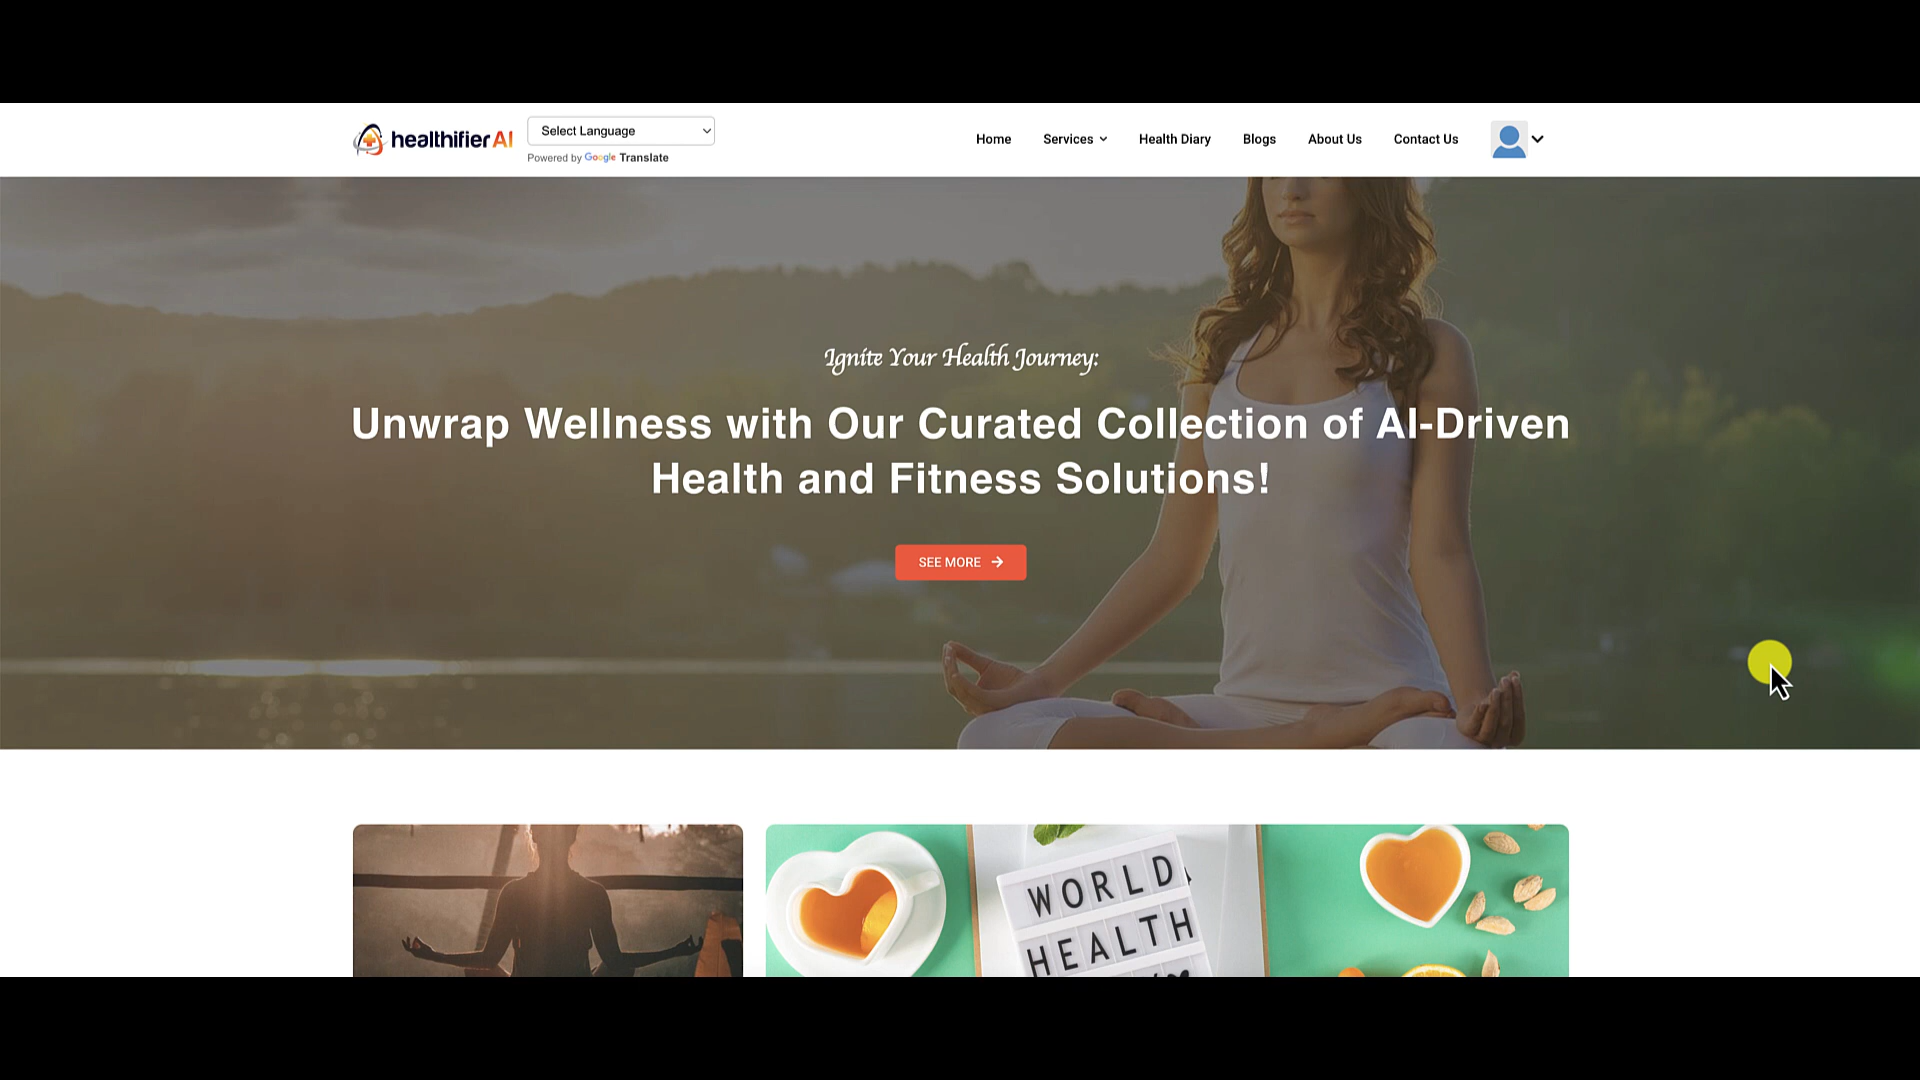 healthifier AI
Select Language
Powered by Google Translate
Home
Services
Health Diary
Blogs
About Us
Contact Us
Ignite Your Health Journey:
Unwrap Wellness with Our Curated Collection of AI-Driven
Health and Fitness Solutions!
SEE MORE
WORLD
HEALTH